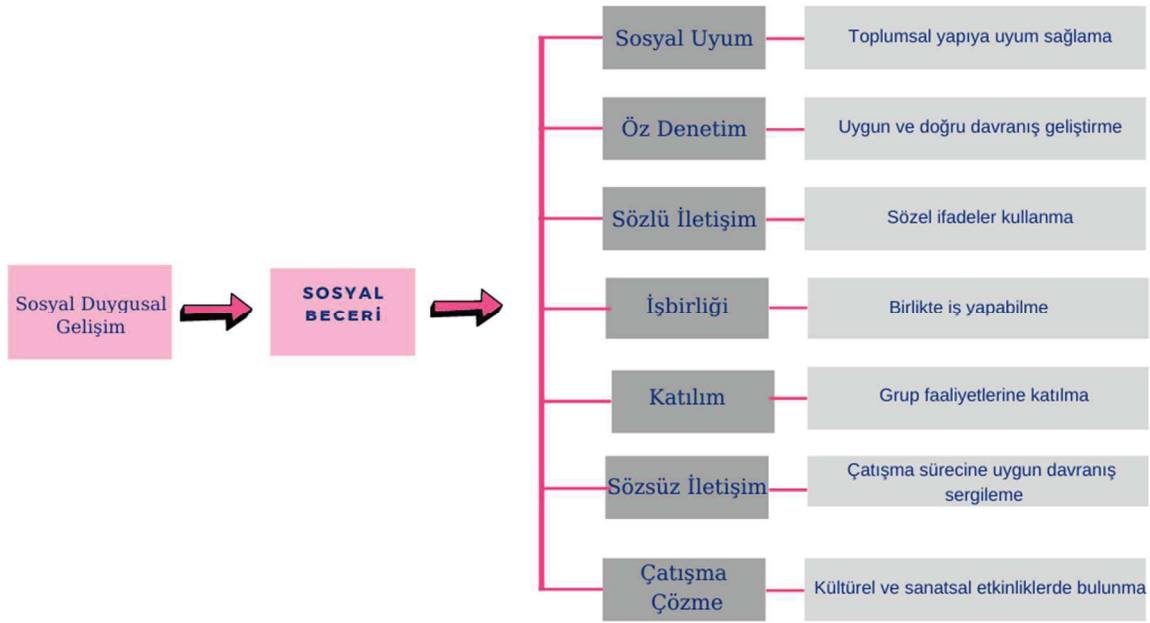 Sosyal Duygusal
Gelişim
SOSYAL
BECERİ
Sosyal Uyum
Toplumsal yapıya uyum sağlama
Öz Denetim
Uygun ve doğru davranış geliştirme
Sözlü İletişim
Sözel ifadeler kullanma
İşbirliği
Birlikte iş yapabilme
Katılım
Grup faaliyetlerine katılma
Sözsüz İletişim
Çatışma sürecine uygun davranış
sergileme
Çatışma
Çözme
Kültürel ve sanatsal etkinliklerde bulunma